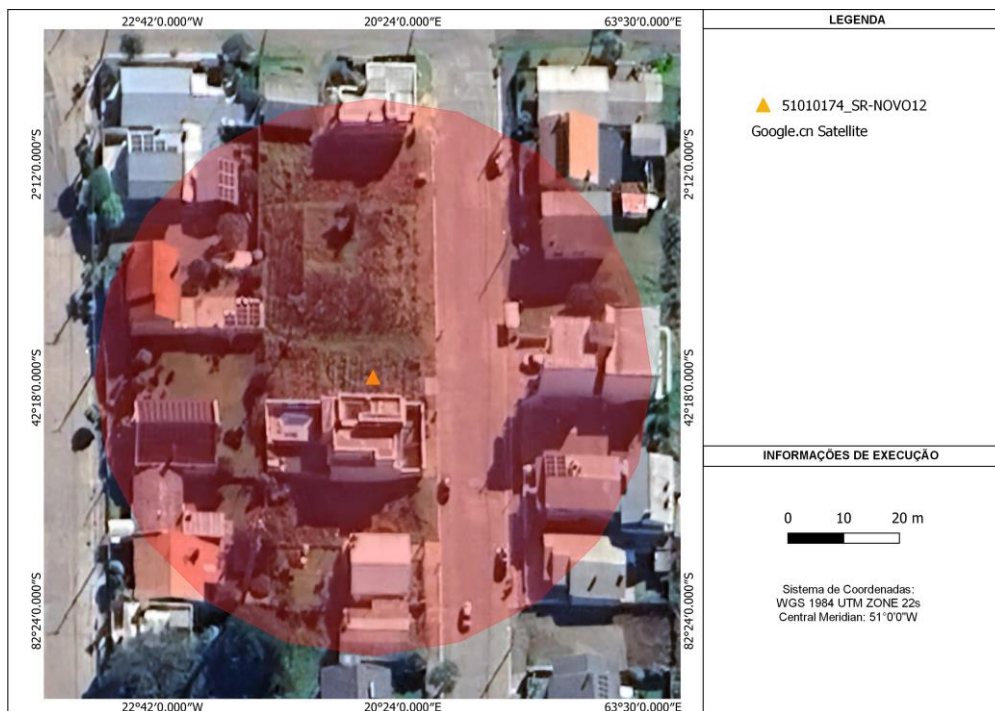 22°42'0.000"W
20°24'0.000"E
63°30'0.000"E
LEGENDA
51010174_SR-NOVO12
Google.cn Satellite
2°12'0.000"S
2°12'0.000"S
42°18'0.000"S
42°18'0.000"S
INFORMAÇÕES DE EXECUÇÃO
0 10 20 m
Sistema de Coordenadas:
WGS 1984 UTM ZONE 22s
Central Meridian: 51°0'0"W
82°24'0.000"S
82°24'0.000"S
22°42'0.000"W
20°24'0.000"E
63°30'0.000"E